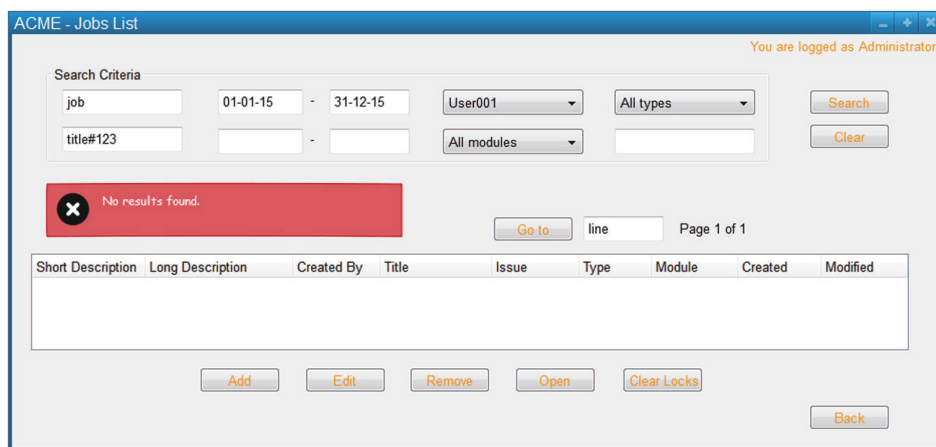 ACME - Jobs List
You are logged as Administrator
Search Criteria
job 01-01-15 - 31-12-15 User001 All types Search
title#123 - All modules Clear
No results found.
Go to line Page 1 of 1
Short Description Long Description Created By Title Issue Type Module Created Modified
Add Edit Remove Open Clear Locks
Back